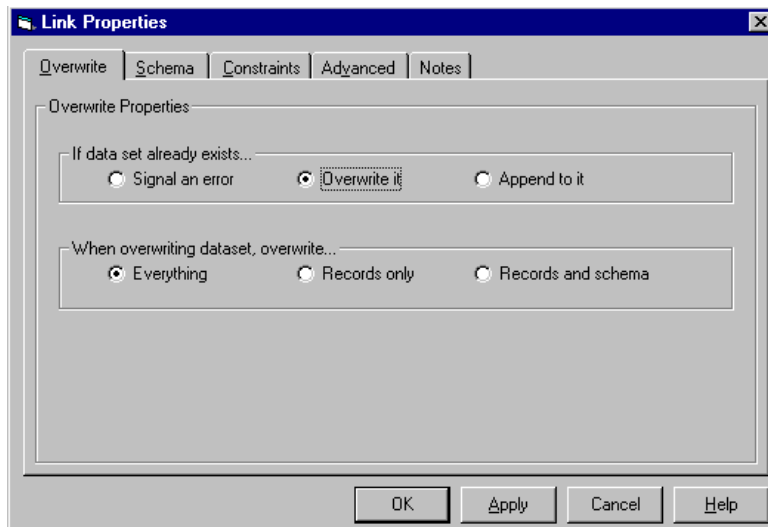 Link Properties
Overwrite Schema Constraints Advanced Notes
Overwrite Properties
If data set already exists...
Signal an error Overwrite it Append to it
When overwriting dataset, overwrite...
Everything Records only Records and schema
OK Apply Cancel Help